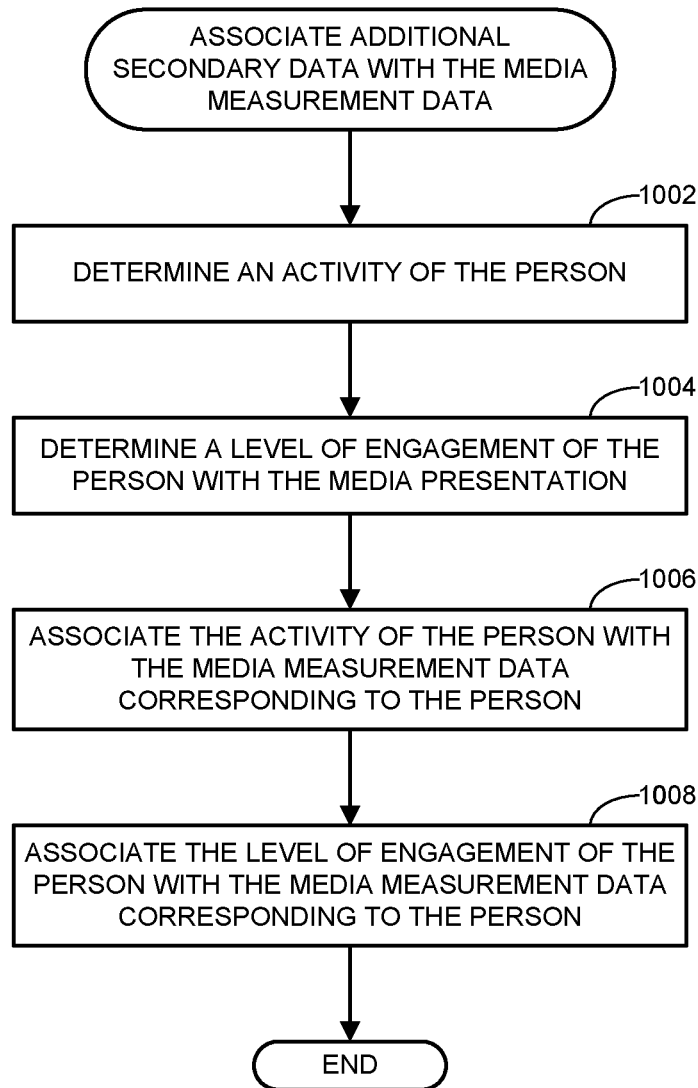 ASSOCIATE ADDITIONAL
SECONDARY DATA WITH THE MEDIA
MEASUREMENT DATA
1002
DETERMINE AN ACTIVITY OF THE PERSON
1004
DETERMINE A LEVEL OF ENGAGEMENT OF THE
PERSON WITH THE MEDIA PRESENTATION
1006
ASSOCIATE THE ACTIVITY OF THE PERSON WITH
THE MEDIA MEASUREMENT DATA
CORRESPONDING TO THE PERSON
1008
ASSOCIATE THE LEVEL OF ENGAGEMENT OF THE
PERSON WITH THE MEDIA MEASUREMENT DATA
CORRESPONDING TO THE PERSON
END